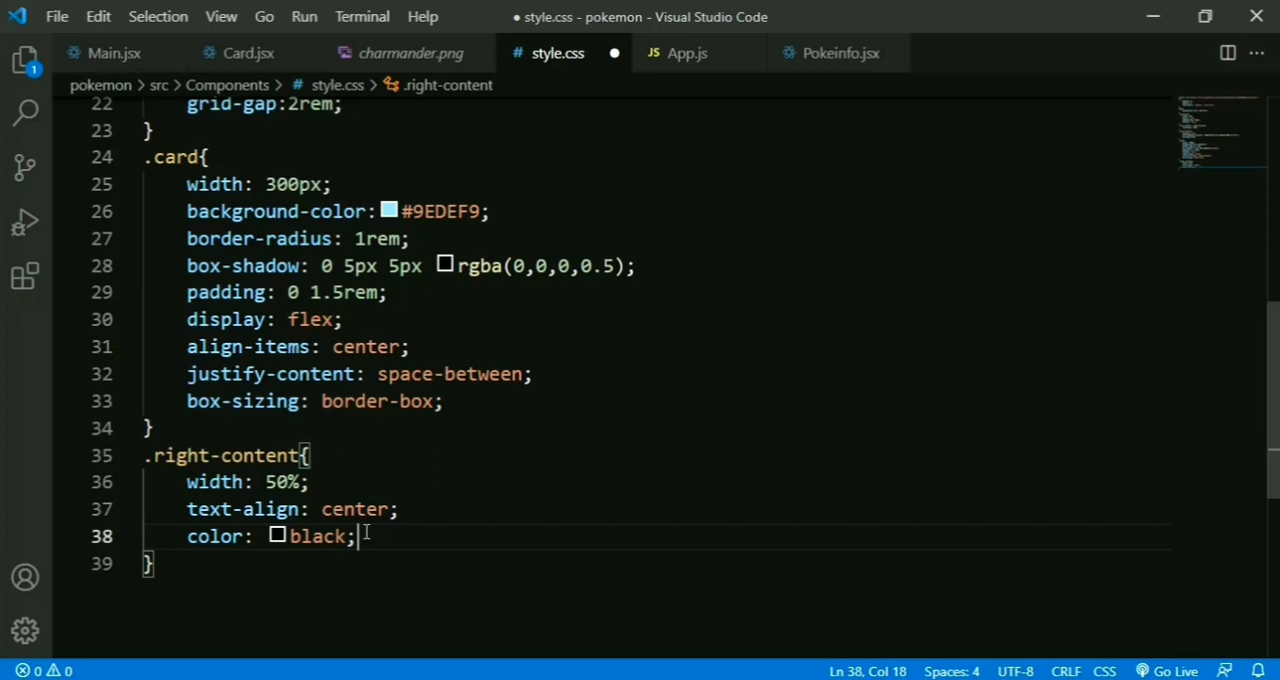 File Edit Selection View Go Run Terminal Help ● style.css - pokemon - Visual Studio Code
Main.jsx Card.jsx charmander.png # style.css ● JS App.js Pokeinfo.jsx
pokemon > src > Components > # style.css > .right-content
1
22 grid-gap:2rem;
23 }
24 .card{
25 width: 300px;
26 background-color: #9EDEF9;
27 border-radius: 1rem;
28 box-shadow: 0 5px 5px rgba(0,0,0,0.5);
29 padding: 0 1.5rem;
30 display: flex;
31 align-items: center;
32 justify-content: space-between;
33 box-sizing: border-box;
34 }
35 .right-content{
36 width: 50%;
37 text-align: center;
38 color: black;
39 }
0 0 Ln 38, Col 18 Spaces: 4 UTF-8 CRLF CSS Go Live